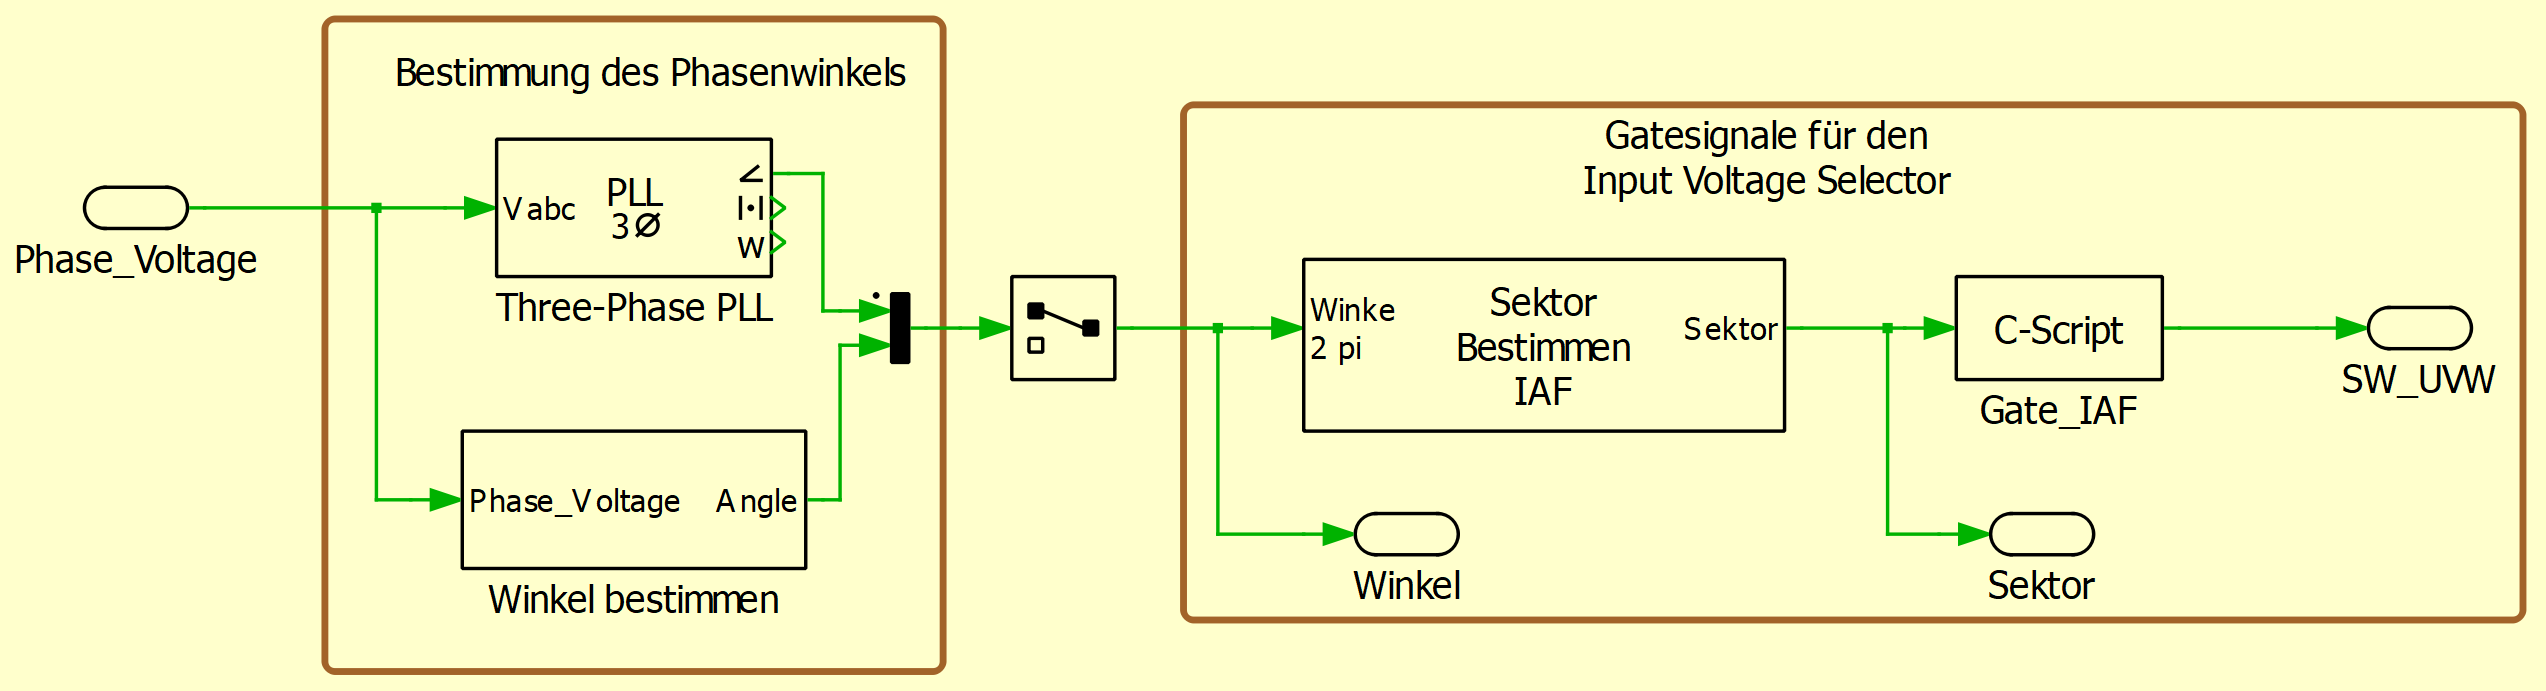 Bestimmung des Phasenwinkels
Phase_Voltage
V abc
PLL
3Ø
∠
|·|
w
Three-Phase PLL
Phase_Voltage
Angle
Winkel bestimmen
Gatesignale für den
Input Voltage Selector
Winke
2 pi
Sektor
Bestimmen
IAF
Sektor
C-Script
Gate_IAF
SW_UVW
Winkel
Sektor